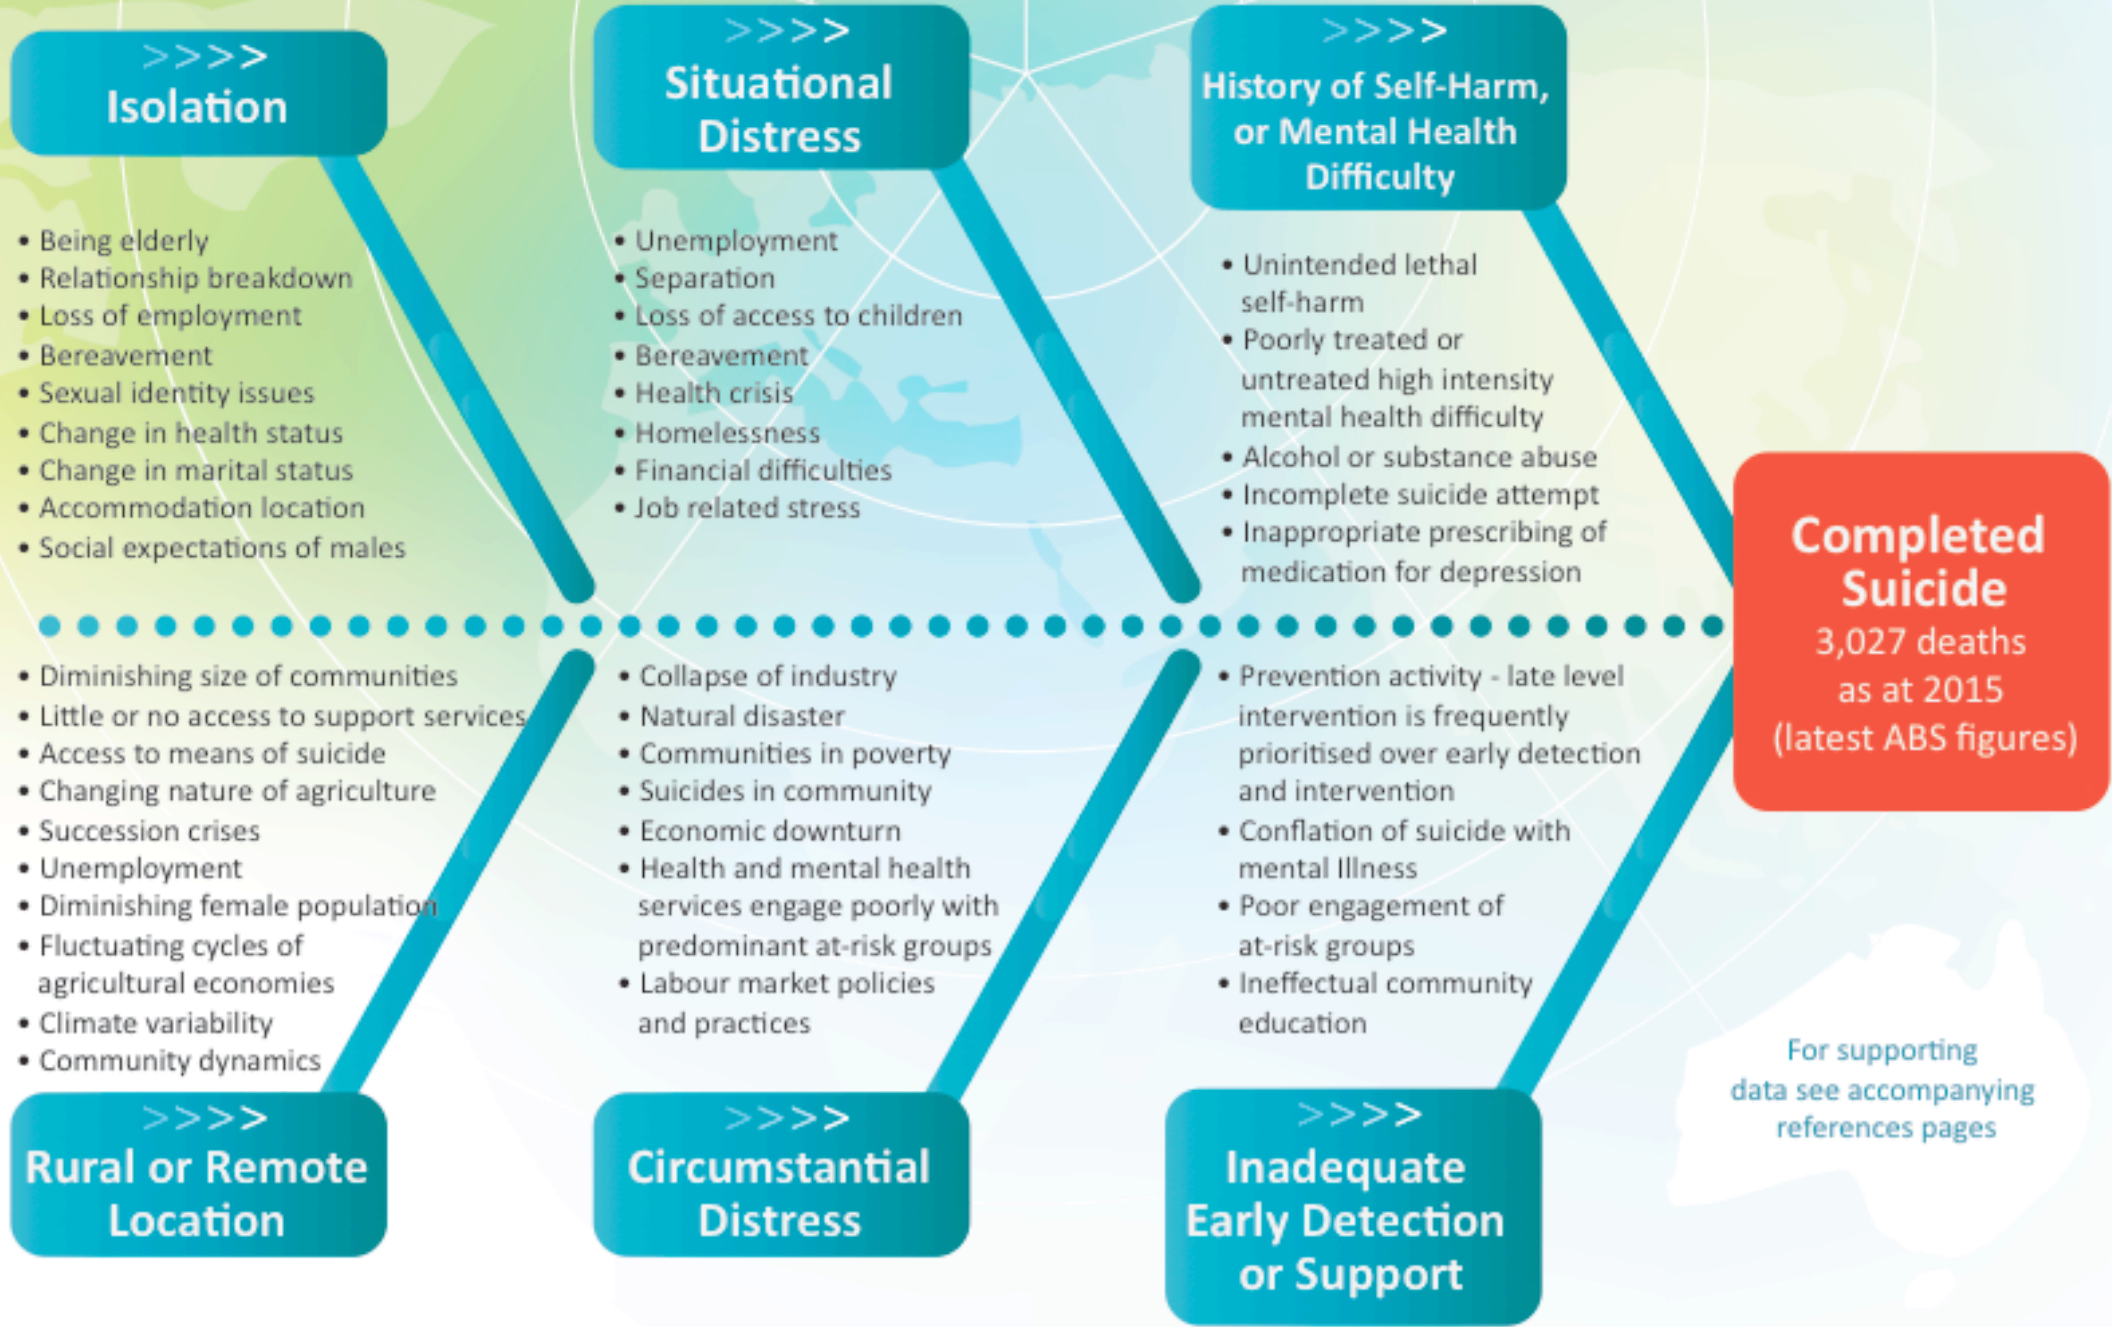 >>>>
Isolation
• Being elderly
• Relationship breakdown
• Loss of employment
• Bereavement
• Sexual identity issues
• Change in health status
• Change in marital status
• Accommodation location
• Social expectations of males
>>>>
Situational
Distress
• Unemployment
• Separation
• Loss of access to children
• Bereavement
• Health crisis
• Homelessness
• Financial difficulties
• Job related stress
>>>>
History of Self-Harm,
or Mental Health
Difficulty
• Unintended lethal
self-harm
• Poorly treated or
untreated high intensity
mental health difficulty
• Alcohol or substance abuse
• Incomplete suicide attempt
• Inappropriate prescribing of
medication for depression
Completed
Suicide
3,027 deaths
as at 2015
(latest ABS figures)
• Diminishing size of communities
• Little or no access to support services
• Access to means of suicide
• Changing nature of agriculture
• Succession crises
• Unemployment
• Diminishing female population
• Fluctuating cycles of
agricultural economies
• Climate variability
• Community dynamics
>>>>
Rural or Remote
Location
• Collapse of industry
• Natural disaster
• Communities in poverty
• Suicides in community
• Economic downturn
• Health and mental health
services engage poorly with
predominant at-risk groups
• Labour market policies
and practices
>>>>
Circumstantial
Distress
• Prevention activity - late level
intervention is frequently
prioritised over early detection
and intervention
• Conflation of suicide with
mental Illness
• Poor engagement of
at-risk groups
• Ineffectual community
education
>>>>
Inadequate
Early Detection
or Support
For supporting
data see accompanying
references pages